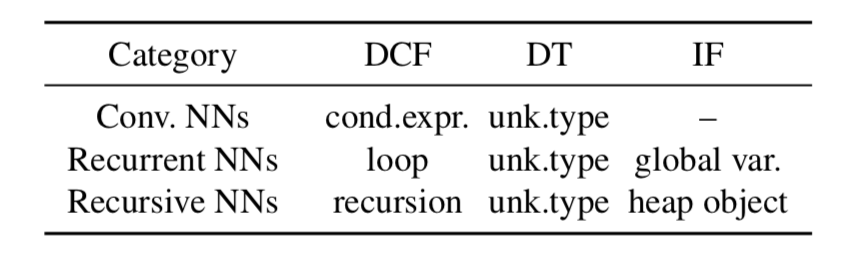 Category DCF DT IF
Conv. NNs cond.expr. unk.type –
Recurrent NNs loop unk.type global var.
Recursive NNs recursion unk.type heap object